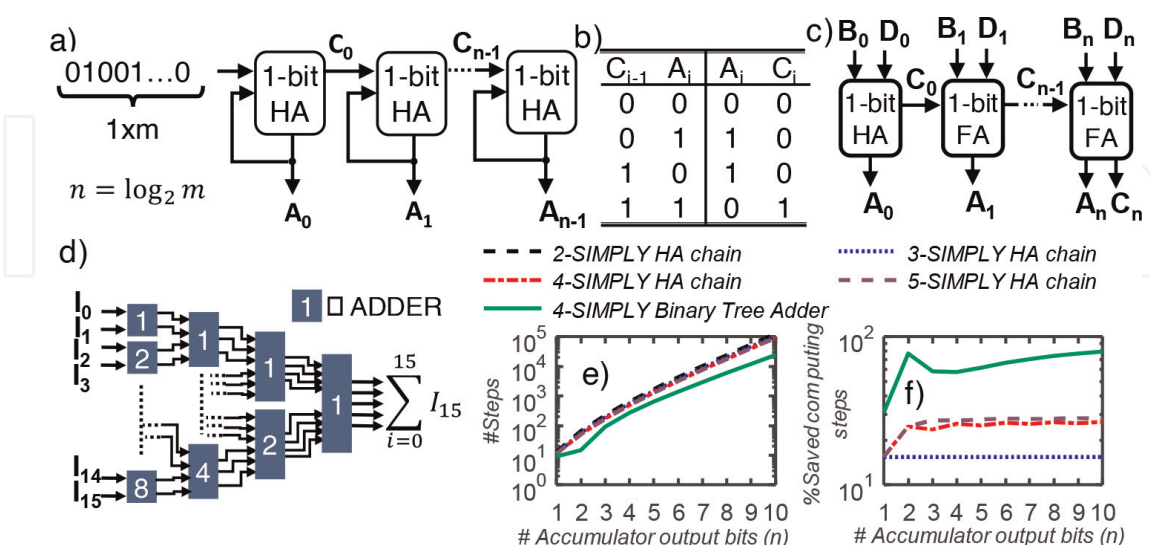 a)
01001...0
1xm
n = log₂ m
1-bit HA
C₀
1-bit HA
Cₙ₋₁
1-bit HA
A₀
A₁
Aₙ₋₁
b)
Cᵢ₋₁ Aᵢ Aᵢ Cᵢ
0 0 0 0
0 1 1 0
1 0 1 0
1 1 0 1
c)
B₀ D₀
B₁ D₁
Bₙ Dₙ
1-bit HA
C₀
1-bit FA
Cₙ₋₁
1-bit FA
A₀
A₁
Aₙ Cₙ
d)
I₀
I₁
I₂
I₃
I₁₄
I₁₅
1
2
8
1
4
1
2
1
1 ADDER
∑ᵢ₌₀¹⁵ I₁₅
2-SIMPLY HA chain
4-SIMPLY HA chain
4-SIMPLY Binary Tree Adder
3-SIMPLY HA chain
5-SIMPLY HA chain
e)
#Steps
10⁵
10⁴
10³
10²
10¹
10⁰
1 2 3 4 5 6 7 8 9 10
# Accumulator output bits (n)
f)
%Saved computing
steps
10²
10¹
1 2 3 4 5 6 7 8 9 10
# Accumulator output bits (n)